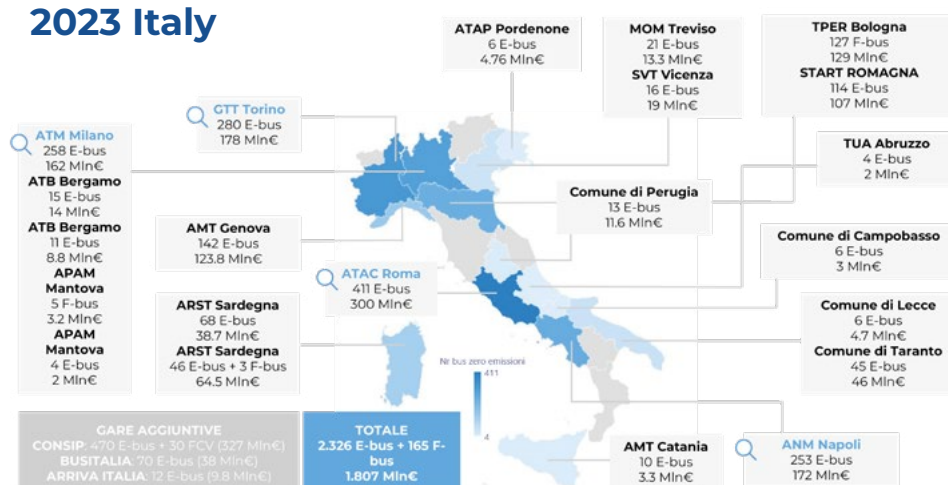 2023 Italy
ATAP Pordenone
6 E-bus
4.76 Mln€
MOM Treviso
21 E-bus
13.3 Mln€
SVT Vicenza
16 E-bus
19 Mln€
TPER Bologna
127 F-bus
129 Mln€
START ROMAGNA
114 E-bus
107 Mln€
GTT Torino
280 E-bus
178 Mln€
ATM Milano
258 E-bus
162 Mln€
ATB Bergamo
15 E-bus
14 Mln€
ATB Bergamo
11 E-bus
8.8 Mln€
APAM
Mantova
5 F-bus
3.2 Mln€
APAM
Mantova
4 E-bus
2 Mln€
TUA Abruzzo
4 E-bus
2 Mln€
Comune di Perugia
13 E-bus
11.6 Mln€
AMT Genova
142 E-bus
123.8 Mln€
Comune di Campobasso
6 E-bus
3 Mln€
ATAC Roma
411 E-bus
300 Mln€
ARST Sardegna
68 E-bus
38.7 Mln€
ARST Sardegna
46 E-bus + 3 F-bus
64.5 Mln€
Comune di Lecce
6 E-bus
4.7 Mln€
Comune di Taranto
45 E-bus
46 Mln€
Nr bus zero emissioni
411
4
GARE AGGIUNTIVE
CONSIP: 470 E-bus + 30 FCV (327 Mln€)
BUSITALIA: 70 E-bus (38 Mln€)
ARRIVA ITALIA: 12 E-bus (9.8 Mln€)
TOTALE
2.326 E-bus + 165 F-
bus
1.807 Mln€
AMT Catania
10 E-bus
3.3 Mln€
ANM Napoli
253 E-bus
172 Mln€